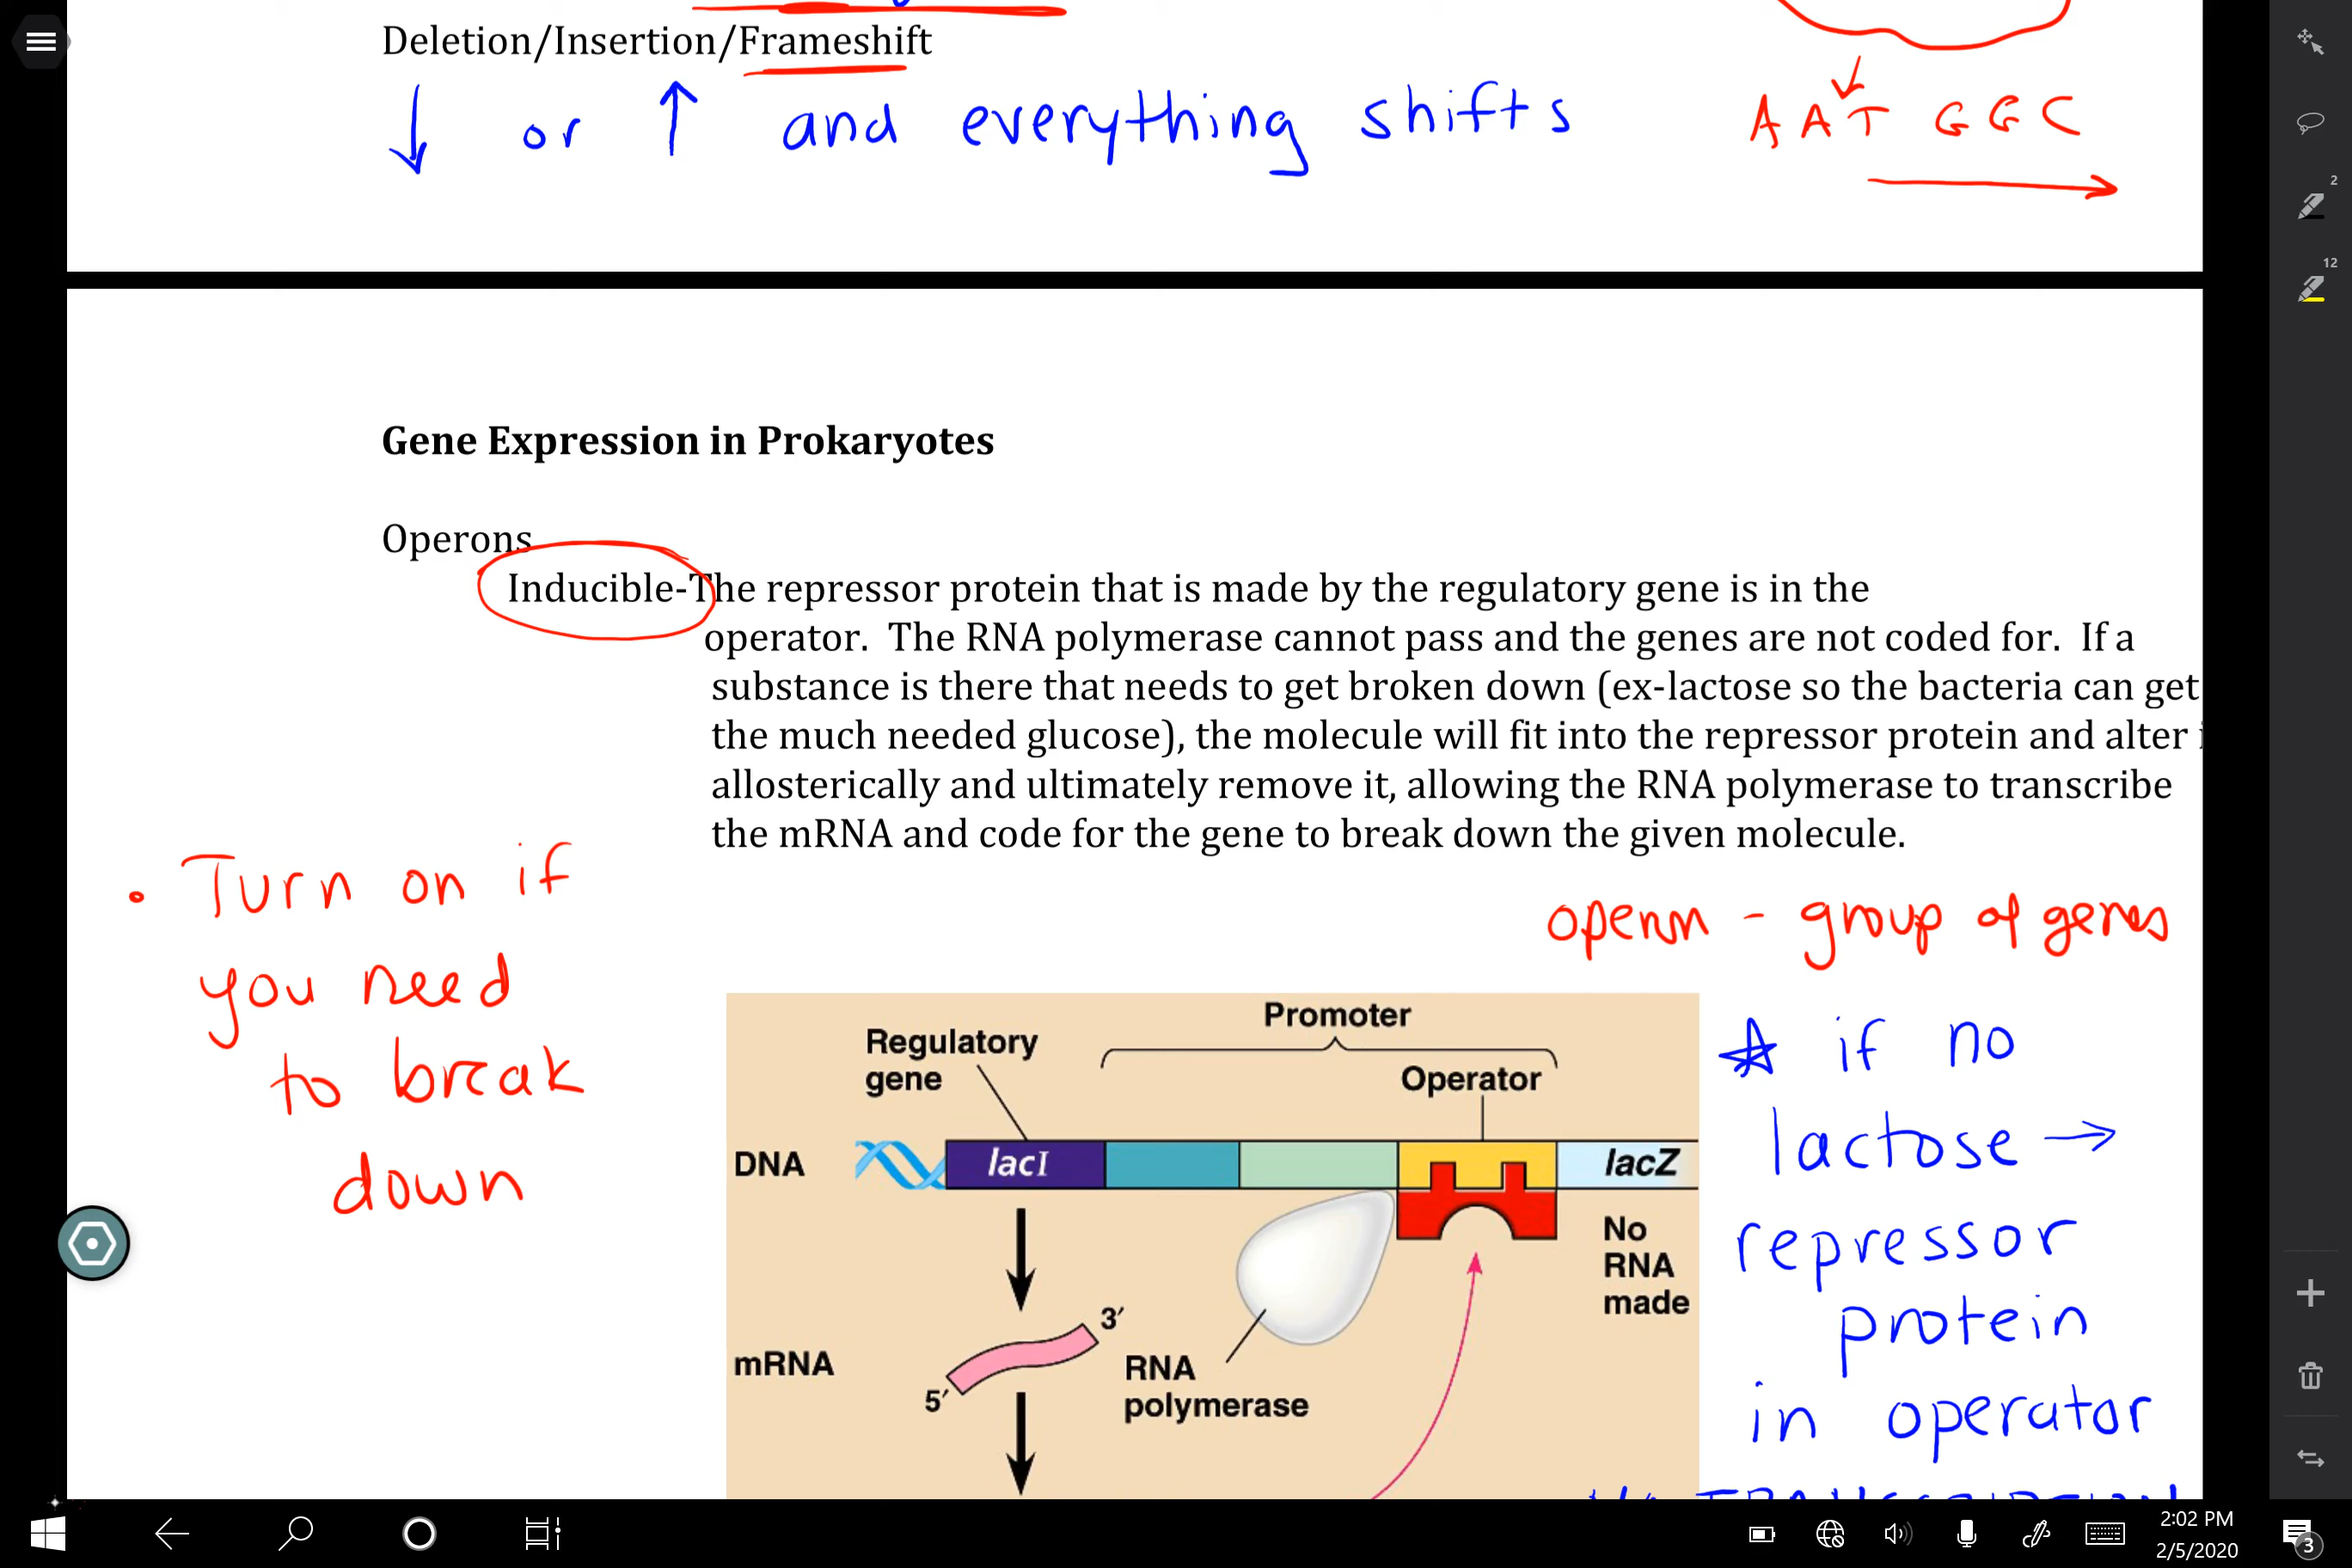 Deletion/Insertion/Frameshift
↓ or ↑ and everything shifts
A A T G G C
Gene Expression in Prokaryotes
Operons
Inducible-The repressor protein that is made by the regulatory gene is in the
operator. The RNA polymerase cannot pass and the genes are not coded for. If a
substance is there that needs to get broken down (ex-lactose so the bacteria can get
the much needed glucose), the molecule will fit into the repressor protein and alter
allosterically and ultimately remove it, allowing the RNA polymerase to transcribe
the mRNA and code for the gene to break down the given molecule.
• Turn on if
you need
to break
down
operon - group of genes
Promoter
Regulatory
gene
Operator
DNA
lacI
lacZ
No
RNA
made
mRNA
3′
5′
RNA
polymerase
☆ if no
lactose →
repressor
protein
in operator
TRANSCRIPTION
2
12
2:02 PM
2/5/2020
3